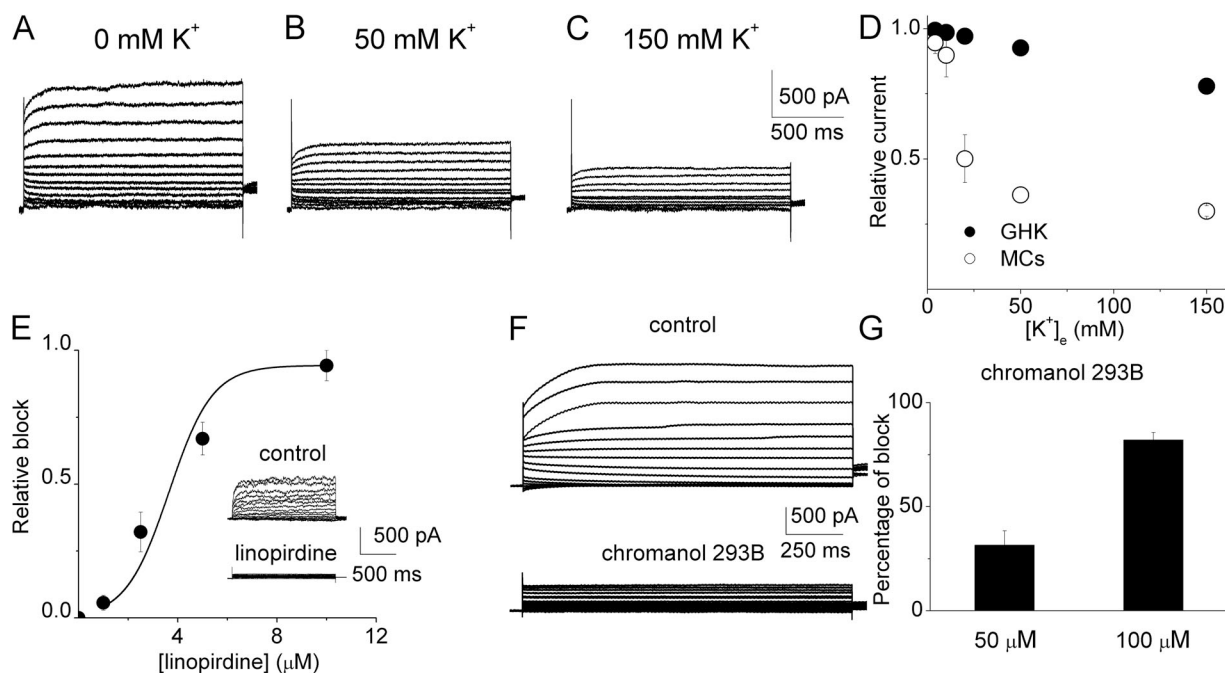 A
0 mM K⁺
B
50 mM K⁺
C
150 mM K⁺
500 pA
500 ms
D
1.0
0.5
Relative current
GHK
MCs
0
50
100
150
[K⁺]ₑ (mM)
E
1.0
0.5
0.0
Relative block
control
500 pA
linopirdine
500 ms
4
8
12
[linopirdine] (μM)
F
control
500 pA
250 ms
chromanol 293B
G
chromanol 293B
100
50
0
Percentage of block
50 μM
100 μM